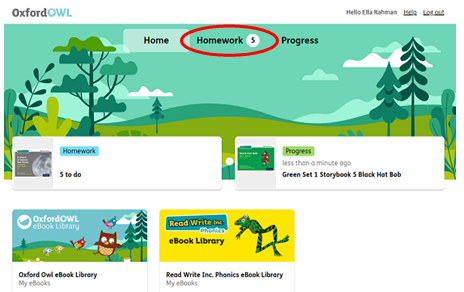 OxfordOWL
Hello Ella Rahman Help Log out
Home Homework 5 Progress
Homework
5 to do
Progress
less than a minute ago
Green Set 1 Storybook 5 Black Hat Bob
OxfordOWL
eBook Library
Oxford Owl eBook Library
My eBooks
Read Write Inc.
Phonics
eBook Library
Read Write Inc. Phonics eBook Library
My eBooks